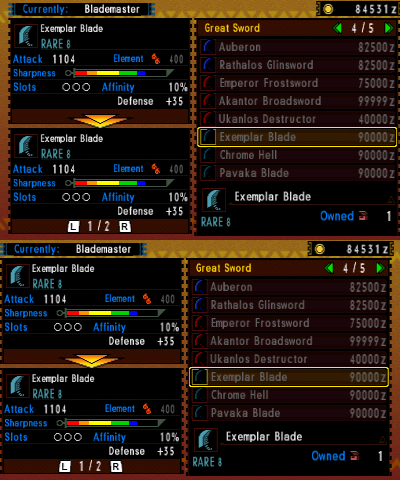 Currently: Blademaster
84531z
Exemplar Blade
RARE 8
Attack 1104 Element 400
Sharpness
Slots ○○○ Affinity 10%
Defense +35
Exemplar Blade
RARE 8
Attack 1104 Element 400
Sharpness
Slots ○○○ Affinity 10%
Defense +35
L 1/2 R
Great Sword 4/5
Auberon 82500z
Rathalos Glinsword 82500z
Emperor Frostsword 75000z
Akantor Broadsword 99999z
Ukanlos Destructor 40000z
Exemplar Blade 90000z
Chrome Hell 90000z
Pavaka Blade 90000z
Exemplar Blade
RARE 8 Owned 1
Currently: Blademaster
84531z
Exemplar Blade
RARE 8
Attack 1104 Element 400
Sharpness
Slots ○○○ Affinity 10%
Defense +35
Exemplar Blade
RARE 8
Attack 1104 Element 400
Sharpness
Slots ○○○ Affinity 10%
Defense +35
L 1/2 R
Great Sword 4/5
Auberon 82500z
Rathalos Glinsword 82500z
Emperor Frostsword 75000z
Akantor Broadsword 99999z
Ukanlos Destructor 40000z
Exemplar Blade 90000z
Chrome Hell 90000z
Pavaka Blade 90000z
Exemplar Blade
RARE 8 Owned 1